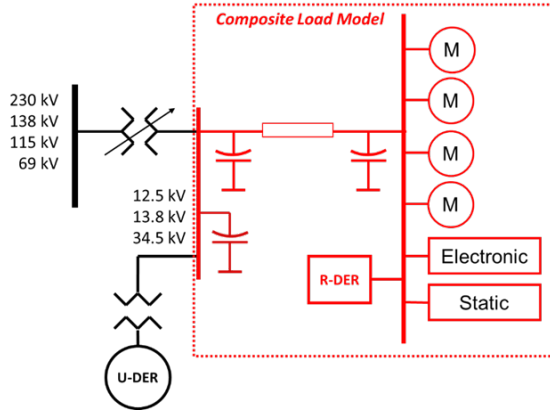 Composite Load Model
230 kV
138 kV
115 kV
69 kV
12.5 kV
13.8 kV
34.5 kV
M
M
M
M
Electronic
R-DER
Static
U-DER